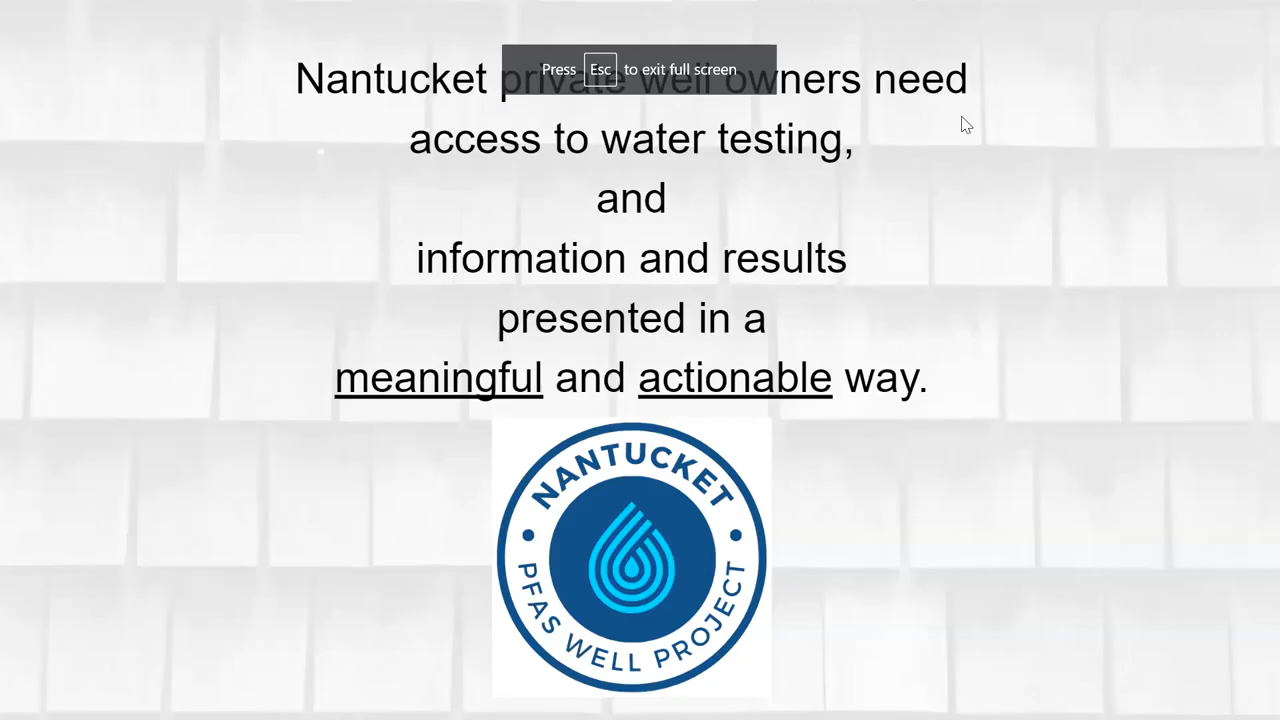 Nantucket private well owners need
Press Esc to exit full screen
access to water testing,
and
information and results
presented in a
meaningful and actionable way.
NANTUCKET
PFAS WELL PROJECT